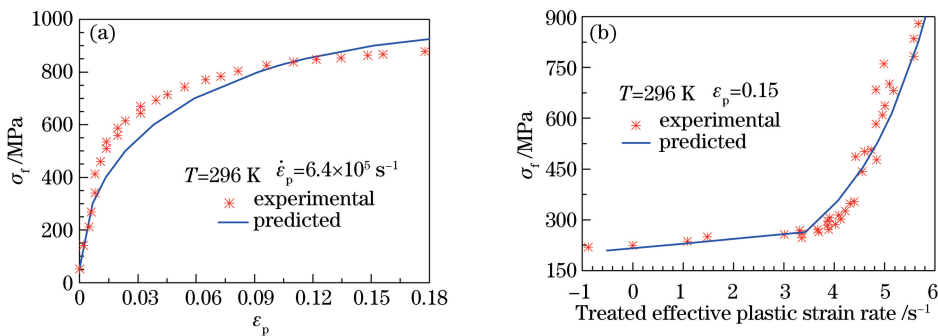 (a)
1000
800
600
400
200
0
σf /MPa
T=296 K ε̇p=6.4×10⁵ s⁻¹
experimental
predicted
0 0.03 0.06 0.09 0.12 0.15 0.18
εp
(b)
900
750
600
450
300
150
σf /MPa
T=296 K εp=0.15
experimental
predicted
−1 0 1 2 3 4 5 6
Treated effective plastic strain rate /s⁻¹